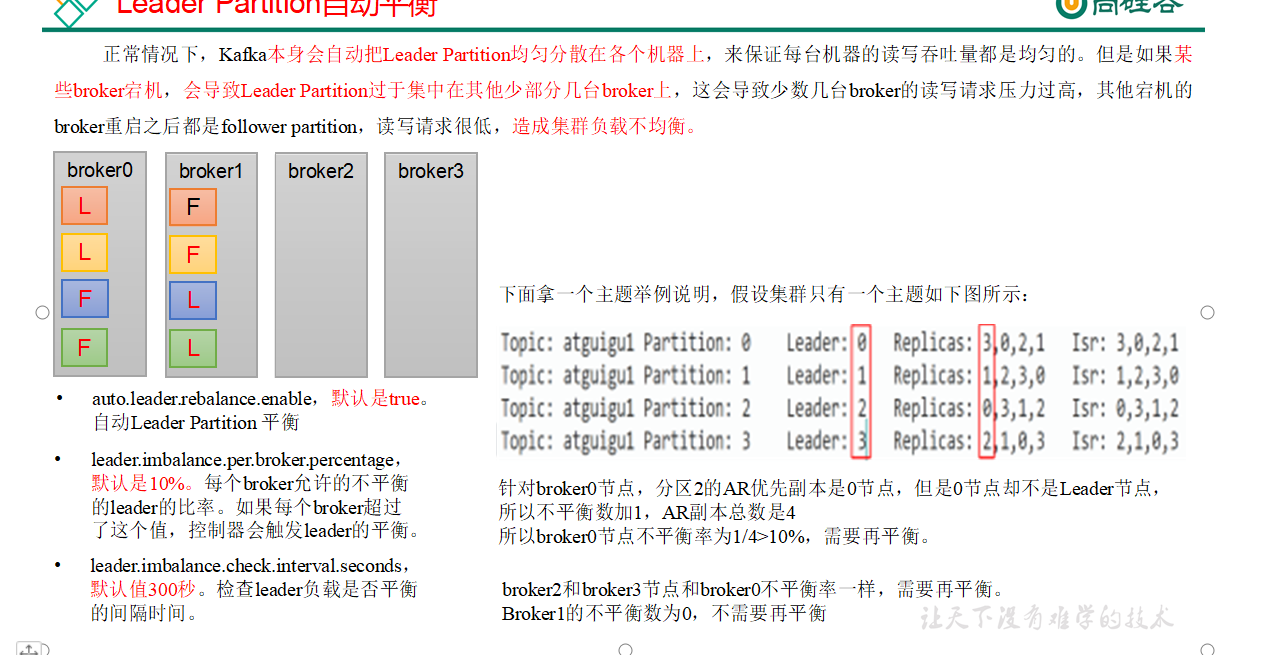 Leader Partition自动平衡
尚硅谷
正常情况下，Kafka本身会自动把Leader Partition均匀分散在各个机器上，来保证每台机器的读写吞吐量都是均匀的。但是如果某
些broker宕机，会导致Leader Partition过于集中在其他少部分几台broker上，这会导致少数几台broker的读写请求压力过高，其他宕机的
broker重启之后都是follower partition，读写请求很低，造成集群负载不均衡。
broker0 broker1 broker2 broker3
L F
L F
F L
F L
auto.leader.rebalance.enable，默认是true。
自动Leader Partition 平衡
leader.imbalance.per.broker.percentage，
默认是10%。每个broker允许的不平衡
的leader的比率。如果每个broker超过
了这个值，控制器会触发leader的平衡。
leader.imbalance.check.interval.seconds，
默认值300秒。检查leader负载是否平衡
的间隔时间。
下面拿一个主题举例说明，假设集群只有一个主题如下图所示：
Topic: atguigu1 Partition: 0 Leader: 0 Replicas: 3,0,2,1 Isr: 3,0,2,1
Topic: atguigu1 Partition: 1 Leader: 1 Replicas: 1,2,3,0 Isr: 1,2,3,0
Topic: atguigu1 Partition: 2 Leader: 2 Replicas: 0,3,1,2 Isr: 0,3,1,2
Topic: atguigu1 Partition: 3 Leader: 3 Replicas: 2,1,0,3 Isr: 2,1,0,3
针对broker0节点，分区2的AR优先副本是0节点，但是0节点却不是Leader节点，
所以不平衡数加1，AR副本总数是4
所以broker0节点不平衡率为1/4>10%，需要再平衡。
broker2和broker3节点和broker0不平衡率一样，需要再平衡。
Broker1的不平衡数为0，不需要再平衡
让天下没有难学的技术